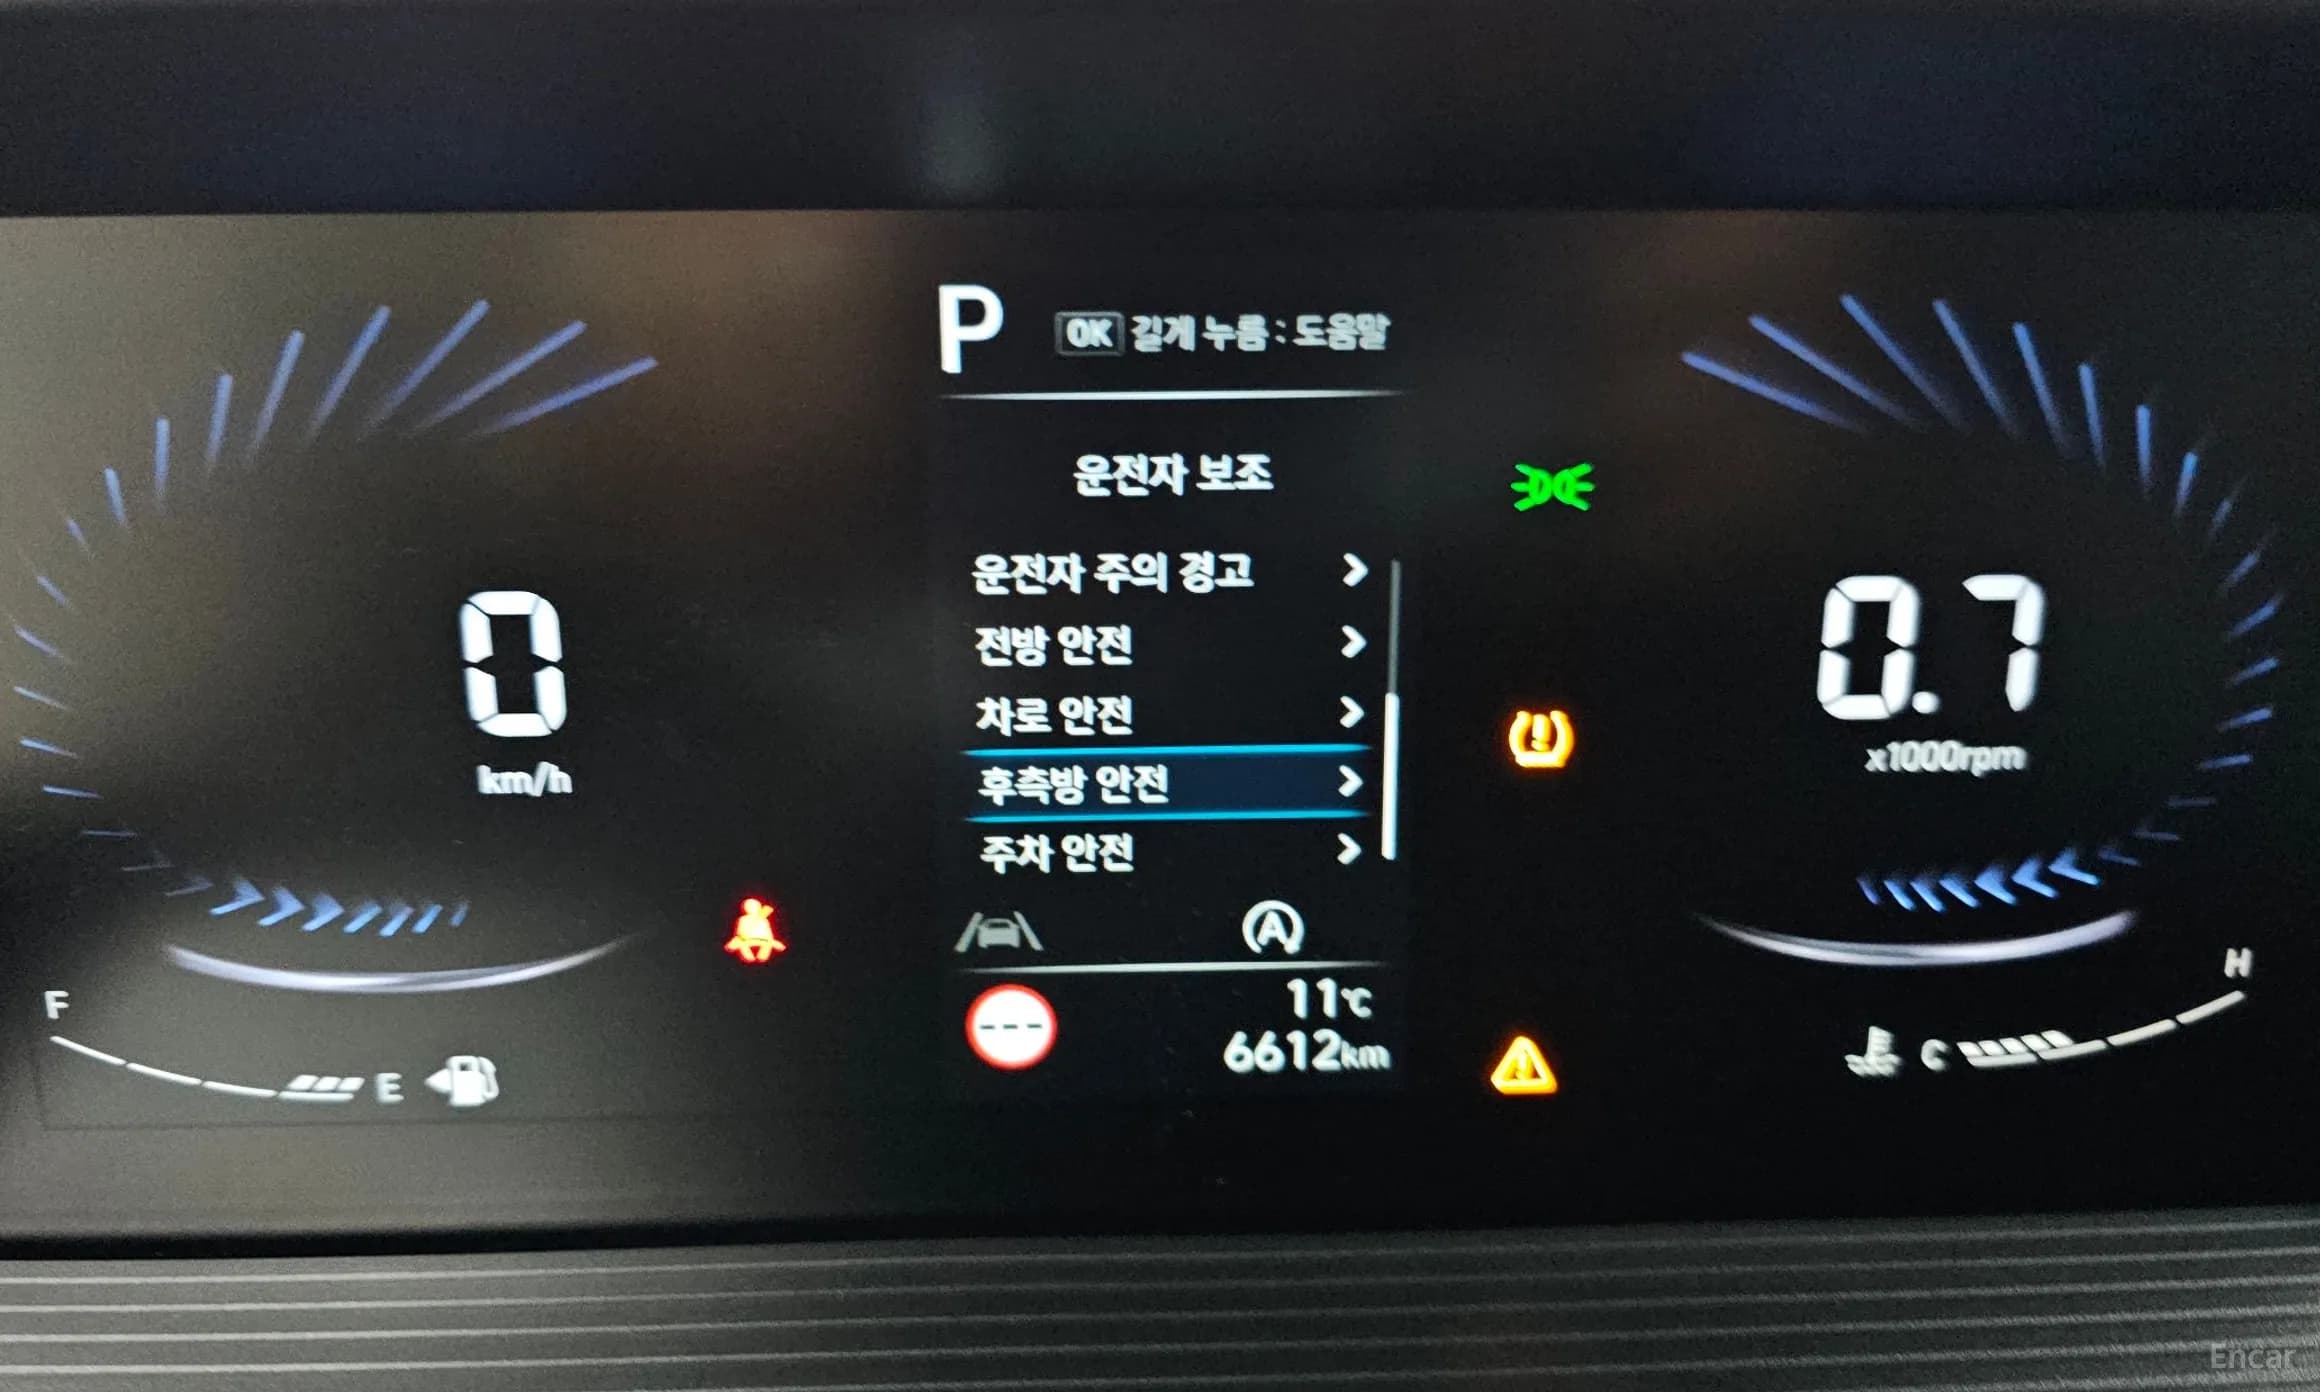 P
OK 길게 누름 : 도움말
운전자 보조
운전자 주의 경고
전방 안전
차로 안전
후측방 안전
주차 안전
0
km/h
0.7
x1000rpm
A
---
11℃
6612km
F
E
C
H
Encar